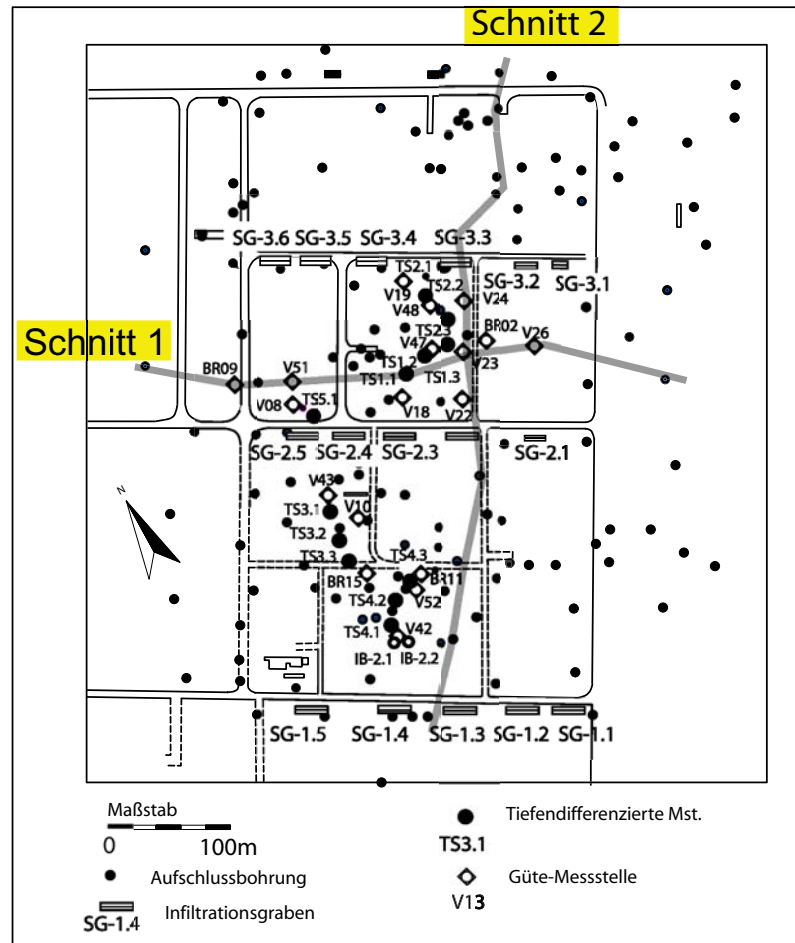 Schnitt 2
SG-3.6 SG-3.5 SG-3.4 SG-3.3
TS2.1
TS2.2
SG-3.2 SG-3.1
V19
V48
V24
TS2.3
BR02
V26
Schnitt 1
V47
V23
BR09
V51
TS1.2
TS1.1
TS1.3
V08
TS5.1
V18
V22
SG-2.5 SG-2.4 SG-2.3
SG-2.1
V43
TS3.1
V10
TS3.2
TS3.3
TS4.3
N
BR15
BR11
TS4.2
V52
TS4.1
V42
IB-2.1 IB-2.2
SG-1.5 SG-1.4 SG-1.3 SG-1.2 SG-1.1
Maßstab
0 100m
Aufschlussbohrung
SG-1.4 Infiltrationsgraben
Tiefendifferenzierte Mst.
TS3.1
Güte-Messstelle
V13